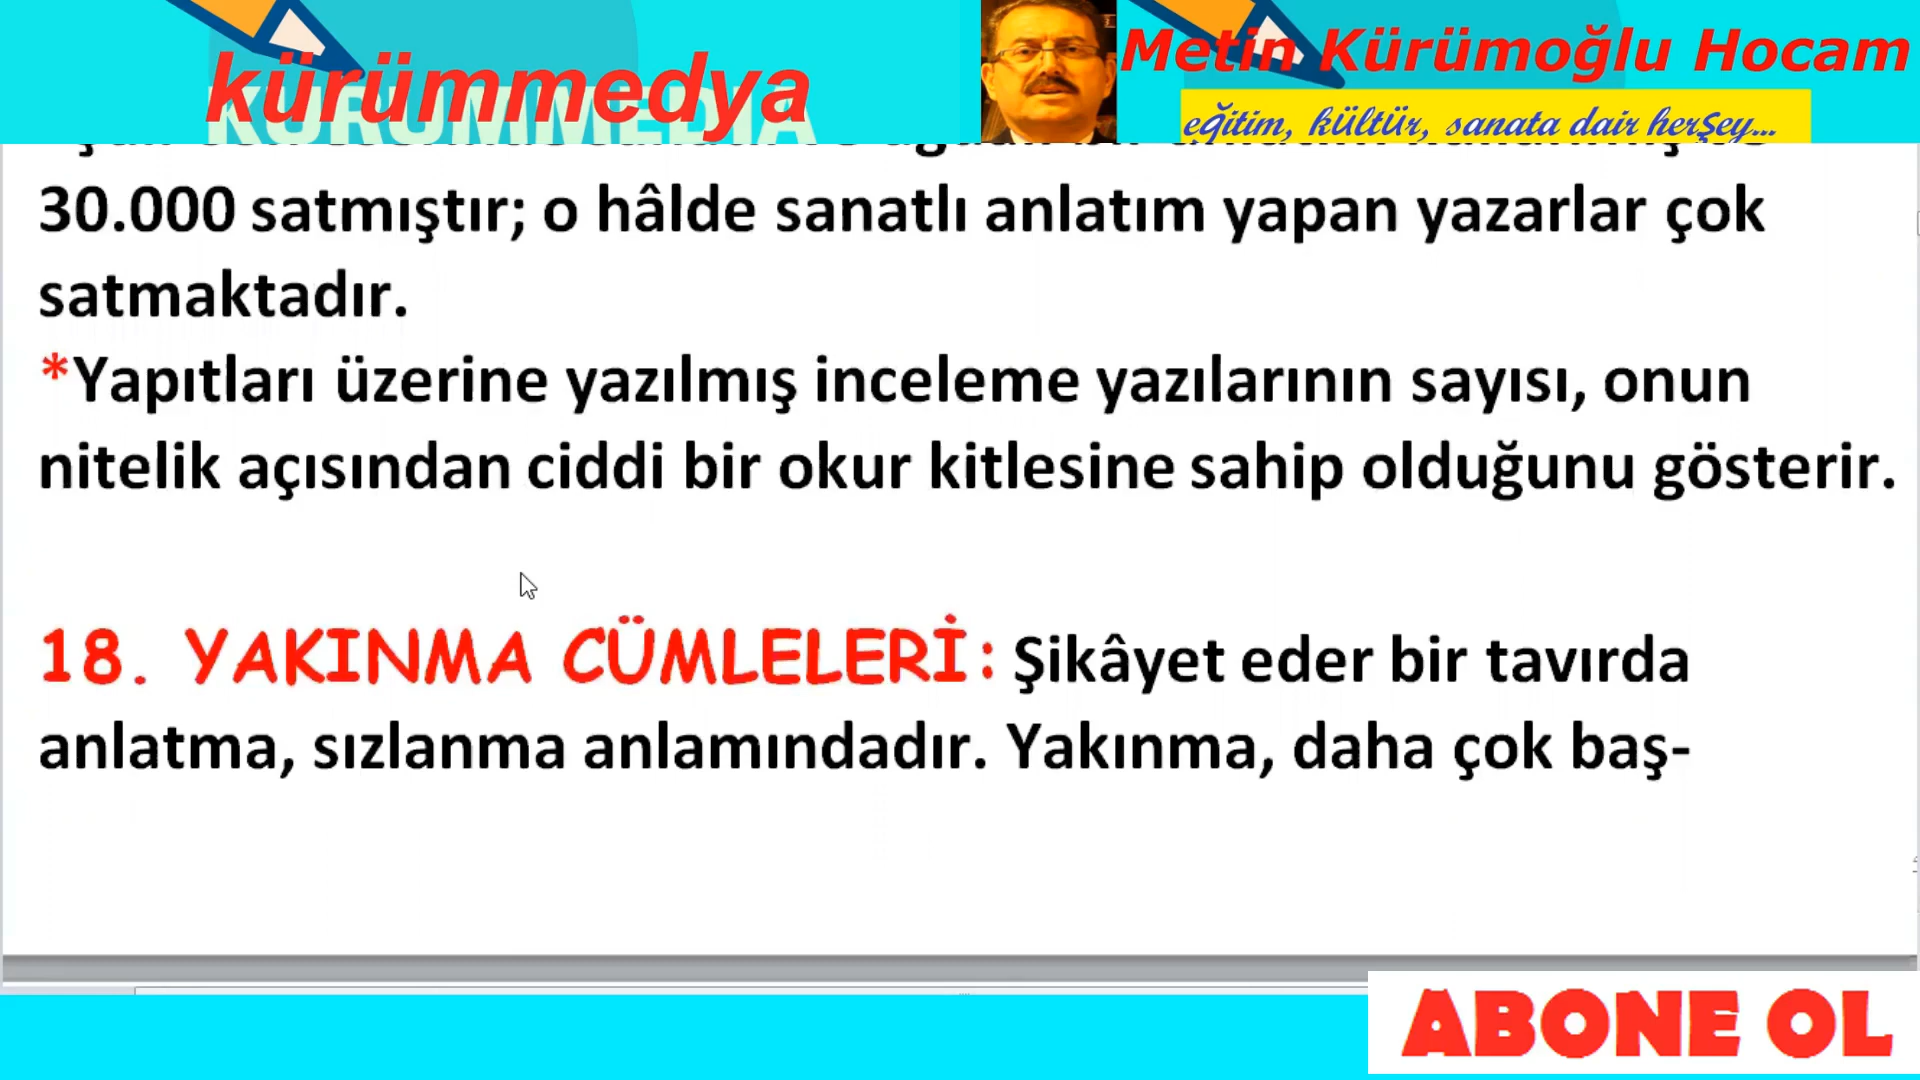 kürümmedya
KURUMMEDIA
Metin Kürümoğlu Hocam
eğitim, kültür, sanata dair herşey...
30.000 satmıştır; o hâlde sanatlı anlatım yapan yazarlar çok
satmaktadır.
*Yapıtları üzerine yazılmış inceleme yazılarının sayısı, onun
nitelik açısından ciddi bir okur kitlesine sahip olduğunu gösterir.
18. YAKINMA CÜMLELERİ: Şikâyet eder bir tavırda
anlatma, sızlanma anlamındadır. Yakınma, daha çok baş-
ABONE OL